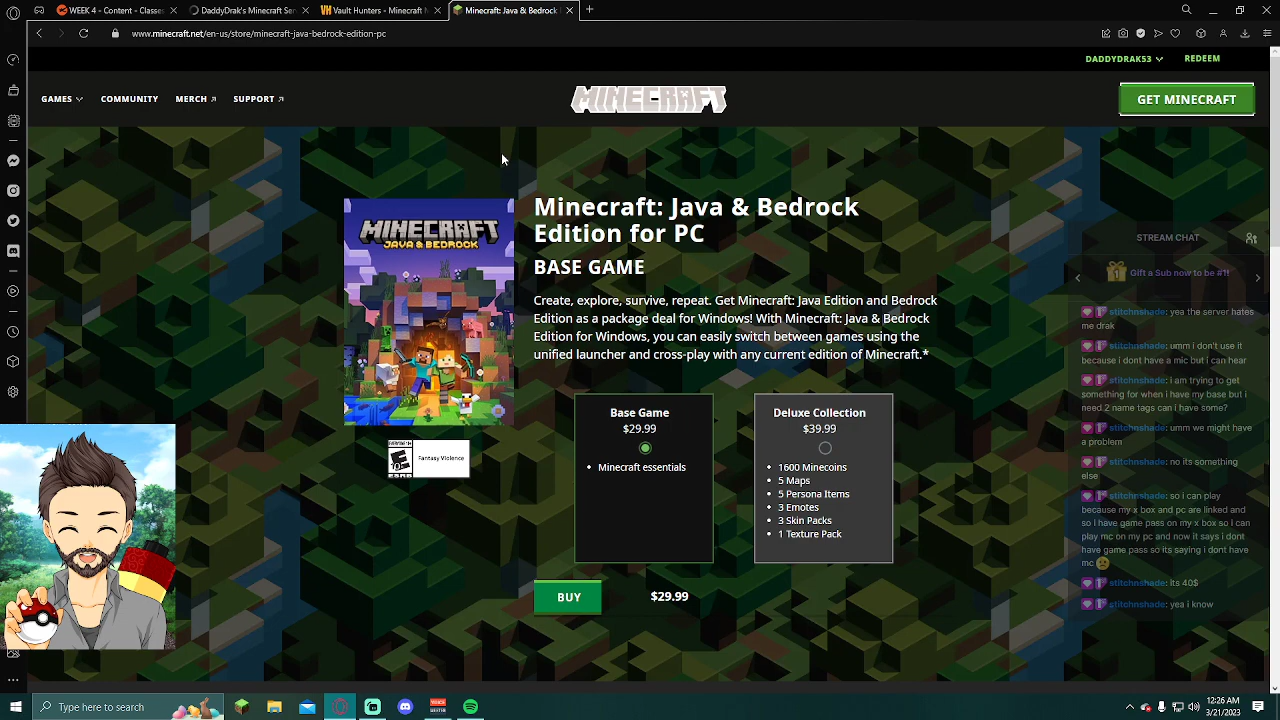 WEEK 4 - Content - Classes
DaddyDrak's Minecraft Serv
Vault Hunters - Minecraft M
Minecraft: Java & Bedrock
www.minecraft.net/en-us/store/minecraft-java-bedrock-edition-pc
DADDYDRAK53
REDEEM
GAMES
COMMUNITY
MERCH
SUPPORT
MINECRAFT
GET MINECRAFT
MINECRAFT
JAVA & BEDROCK
EVERYONE 10+
Fantasy Violence
Minecraft: Java & Bedrock
Edition for PC
BASE GAME
Create, explore, survive, repeat. Get Minecraft: Java Edition and Bedrock
Edition as a package deal for Windows! With Minecraft: Java & Bedrock
Edition for Windows, you can easily switch between games using the
unified launcher and cross-play with any current edition of Minecraft.*
Base Game
$29.99
• Minecraft essentials
Deluxe Collection
$39.99
• 1600 Minecoins
• 5 Maps
• 5 Persona Items
• 3 Emotes
• 3 Skin Packs
• 1 Texture Pack
BUY
$29.99
STREAM CHAT
1
Gift a Sub now to be #1!
stitchnshade: yea the server hates
me drak
stitchnshade: umm i don't use it
because i dont have a mic but i can hear
stitchnshade: i am trying to get
something for when i have my base but i
need 2 name tags can i have some?
stitchnshade: umm we might have
a problem
stitchnshade: no its something
else
stitchnshade: so i can play
because my x box and pc are linked and
so i have game pass on my x box so I can
play mc on my pc and now it says i dont
have game pass so its saying i dont have
mc 😢
stitchnshade: its 40$
stitchnshade: yea i know
Type here to search
12:26 AM
3/21/2023